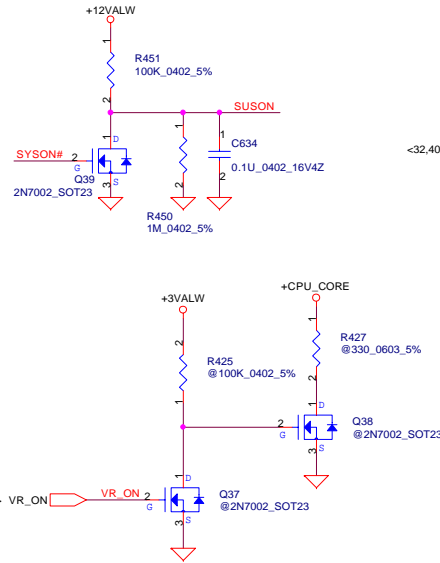 +12VALW
1
R451
100K_0402_5%
2
SUSON
1
D
SYSON#
2
G
Q39
2N7002_SOT23
3
S
1
2
R450
1M_0402_5%
1
C634
0.1U_0402_16V4Z
2
<32,40
+3VALW
2
R425
@100K_0402_5%
1
+CPU_CORE
1
R427
@330_0603_5%
2
1
D
2
G
Q38
@2N7002_SOT23
3
S
VR_ON
VR_ON
2
G
1
D
Q37
@2N7002_SOT23
3
S